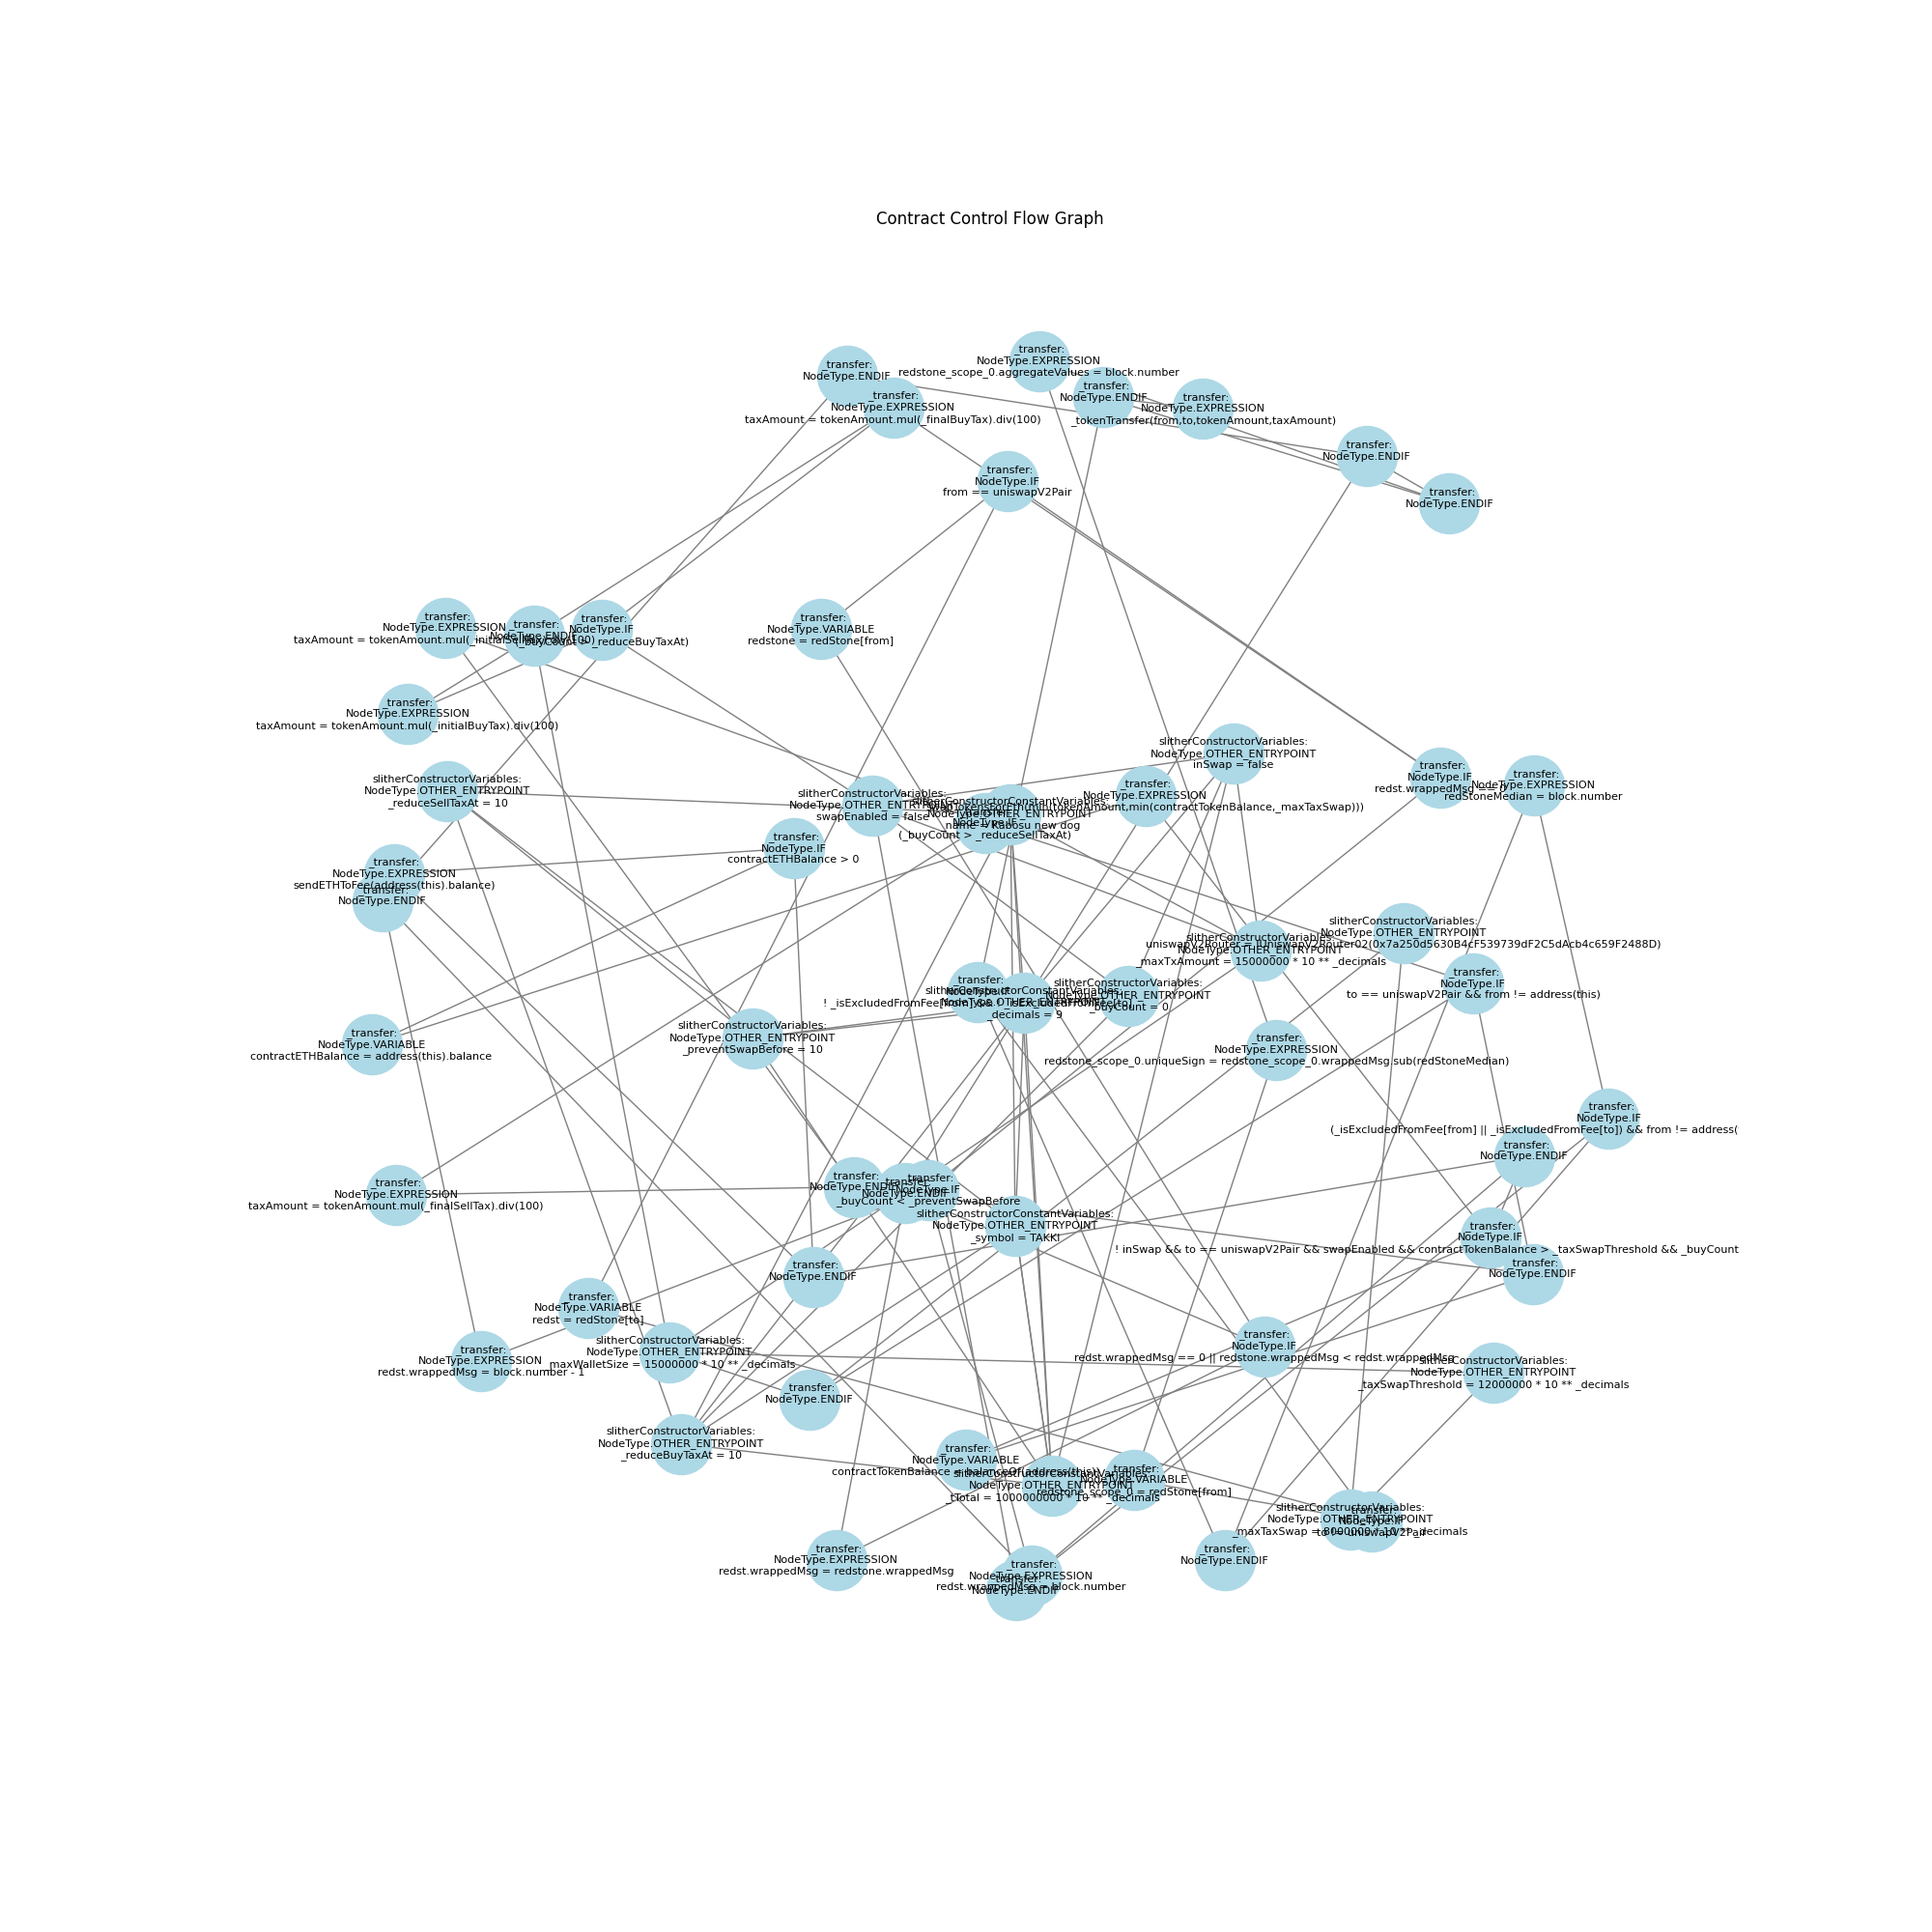 Contract Control Flow Graph
_transfer:
NodeType.EXPRESSION
redstone_scope_0.aggregateValues = block.number
_transfer:
NodeType.ENDIF
_transfer:
NodeType.ENDIF
_transfer:
NodeType.EXPRESSION
taxAmount = tokenAmount.mul(_finalBuyTax).div(100)
_transfer:
NodeType.EXPRESSION
_tokenTransfer(from,to,tokenAmount,taxAmount)
_transfer:
NodeType.ENDIF
_transfer:
NodeType.IF
from == uniswapV2Pair
_transfer:
NodeType.ENDIF
_transfer:
NodeType.EXPRESSION
taxAmount = tokenAmount.mul(_initialSellTax).div(100)
_transfer:
NodeType.ENDIF
_transfer:
NodeType.IF
(_buyCount > _reduceBuyTaxAt)
_transfer:
NodeType.VARIABLE
redstone = redStone[from]
_transfer:
NodeType.EXPRESSION
taxAmount = tokenAmount.mul(_initialBuyTax).div(100)
slitherConstructorVariables:
NodeType.OTHER_ENTRYPOINT
inSwap = false
_transfer:
NodeType.IF
redst.wrappedMsg == 0
_transfer:
NodeType.EXPRESSION
redStoneMedian = block.number
slitherConstructorVariables:
NodeType.OTHER_ENTRYPOINT
_reduceSellTaxAt = 10
_transfer:
NodeType.EXPRESSION
swapTokensForEth(min(tokenAmount,min(contractTokenBalance,_maxTaxSwap)))
slitherConstructorVariables:
NodeType.OTHER_ENTRYPOINT
swapEnabled = false
slitherConstructorConstantVariables:
NodeType.OTHER_ENTRYPOINT
_name = Kabosu new dog
NodeType.IF
(_buyCount > _reduceSellTaxAt)
_transfer:
NodeType.IF
contractETHBalance > 0
_transfer:
NodeType.EXPRESSION
sendETHToFee(address(this).balance)
_transfer:
NodeType.ENDIF
slitherConstructorVariables:
NodeType.OTHER_ENTRYPOINT
uniswapV2Router = IUniswapV2Router02(0x7a250d5630B4cF539739dF2C5dAcb4c659F2488D)
slitherConstructorVariables:
NodeType.OTHER_ENTRYPOINT
_maxTxAmount = 15000000 * 10 ** _decimals
_transfer:
NodeType.IF
to == uniswapV2Pair && from != address(this)
_transfer:
NodeType.IF
! _isExcludedFromFee[from] && ! _isExcludedFromFee[to]
slitherConstructorConstantVariables:
NodeType.OTHER_ENTRYPOINT
_decimals = 9
slitherConstructorVariables:
NodeType.OTHER_ENTRYPOINT
_buyCount = 0
slitherConstructorVariables:
NodeType.OTHER_ENTRYPOINT
_preventSwapBefore = 10
_transfer:
NodeType.VARIABLE
contractETHBalance = address(this).balance
_transfer:
NodeType.EXPRESSION
redstone_scope_0.uniqueSign = redstone_scope_0.wrappedMsg.sub(redStoneMedian)
_transfer:
NodeType.IF
(_isExcludedFromFee[from] || _isExcludedFromFee[to]) && from != address(
_transfer:
NodeType.ENDIF
_transfer:
NodeType.EXPRESSION
taxAmount = tokenAmount.mul(_finalSellTax).div(100)
_transfer:
NodeType.ENDIF
_transfer:
NodeType.ENDIF
_transfer:
NodeType.IF
_buyCount < _preventSwapBefore
slitherConstructorConstantVariables:
NodeType.OTHER_ENTRYPOINT
_symbol = TAKKI
_transfer:
NodeType.IF
! inSwap && to == uniswapV2Pair && swapEnabled && contractTokenBalance > _taxSwapThreshold && _buyCount
_transfer:
NodeType.ENDIF
_transfer:
NodeType.ENDIF
_transfer:
NodeType.VARIABLE
redst = redStone[to]
slitherConstructorVariables:
NodeType.OTHER_ENTRYPOINT
_maxWalletSize = 15000000 * 10 ** _decimals
_transfer:
NodeType.EXPRESSION
redst.wrappedMsg = block.number - 1
_transfer:
NodeType.IF
redst.wrappedMsg == 0 || redstone.wrappedMsg < redst.wrappedMsg
slitherConstructorVariables:
NodeType.OTHER_ENTRYPOINT
_taxSwapThreshold = 12000000 * 10 ** _decimals
_transfer:
NodeType.ENDIF
slitherConstructorVariables:
NodeType.OTHER_ENTRYPOINT
_reduceBuyTaxAt = 10
_transfer:
NodeType.VARIABLE
contractTokenBalance = balanceOf(address(this))
slitherConstructorConstantVariables:
NodeType.OTHER_ENTRYPOINT
_tTotal = 1000000000 * 10 ** _decimals
_transfer:
NodeType.VARIABLE
redstone_scope_0 = redStone[from]
slitherConstructorVariables:
NodeType.OTHER_ENTRYPOINT
_maxTaxSwap = 8000000 * 10 ** _decimals
_transfer:
NodeType.IF
to != uniswapV2Pair
_transfer:
NodeType.EXPRESSION
redst.wrappedMsg = redstone.wrappedMsg
_transfer:
NodeType.ENDIF
_transfer:
NodeType.EXPRESSION
redst.wrappedMsg = block.number
_transfer:
NodeType.ENDIF